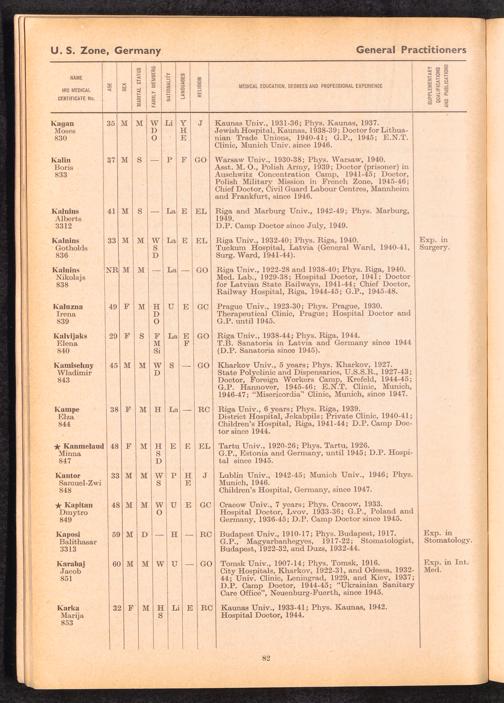 U. S. Zone, Germany General Practitioners
NAME
IRO MEDICAL
CERTIFICATE No.
AGE
SEX
MARITAL STATUS
FAMILY MEMBERS
NATIONALITY
LANGUAGES
RELIGION
MEDICAL EDUCATION, DEGREES AND PROFESSIONAL EXPERIENCE
SUPPLEMENTARY
QUALIFICATIONS
AND PUBLICATIONS
Kagan 35 M M W Li Y J Kaunas Univ., 1931-36; Phys. Kaunas, 1937.
Moses D H Jewish Hospital, Kaunas, 1938-39; Doctor for Lithua-
830 O E nian Trade Unions, 1940-41; G.P., 1945; E.N.T.
Clinic, Munich Univ. since 1946.
Kalin 37 M S — P F GO Warsaw Univ., 1930-38; Phys. Warsaw, 1940.
Boris Asst. M. O., Polish Army, 1939; Doctor (prisoner) in
833 Auschwitz Concentration Camp, 1941-45; Doctor,
Polish Military Mission in French Zone, 1945-46;
Chief Doctor, Civil Guard Labour Centres, Mannheim
and Frankfurt, since 1946.
Kalnins 41 M S — La E EL Riga and Marburg Univ., 1942-49; Phys. Marburg,
Alberts 1949.
3312 D.P. Camp Doctor since July, 1949.
Kalnins 33 M M W La E EL Riga Univ., 1932-40; Phys. Riga, 1940. Exp. in
Gotholds S Tuckum Hospital, Latvia (General Ward, 1940-41, Surgery.
836 D Surg. Ward, 1941-44).
Kalnins NR M M — La — GO Riga Univ., 1922-28 and 1938-40; Phys. Riga, 1940.
Nikolajs Med. Lab., 1929-38; Hospital Doctor, 1941; Doctor
838 for Latvian State Railways, 1941-44; Chief Doctor,
Railway Hospital, Riga, 1944-45; G.P., 1945-48.
Kaluzna 49 F M H U E GC Prague Univ., 1923-30; Phys. Prague, 1930.
Irena D Therapeutical Clinic, Prague; Hospital Doctor and
839 O G.P. until 1945.
Kalvijaks 29 F S F La E GO Riga Univ., 1938-44; Phys. Riga, 1944.
Elena M F T.B. Sanatoria in Latvia and Germany since 1944
840 Si (D.P. Sanatoria since 1945).
Kamiselnny 45 M M W S — GO Kharkov Univ., 5 years; Phys. Kharkov, 1927.
Wladimir D State Polyclinic and Dispensaries, U.S.S.R., 1927-43;
843 Doctor, Foreign Workers Camp, Krefeld, 1944-45;
G.P. Hannover, 1945-46; E.N.T. Clinic, Munich,
1946-47; "Misericordia" Clinic, Munich, since 1947.
Kampe 38 F M H La — RC Riga Univ., 6 years; Phys. Riga, 1939.
Elza District Hospital, Jekabpils; Private Clinic, 1940-41;
844 Children's Hospital, Riga, 1941-44; D.P. Camp Doc-
tor since 1944.
★ Kanmelaud 48 F M H E E EL Tartu Univ., 1920-26; Phys. Tartu, 1926.
Minna S G.P., Estonia and Germany, until 1945; D.P. Hospi-
847 D tal since 1945.
Kantor 33 M M W P H J Lublin Univ., 1942-45; Munich Univ., 1946; Phys.
Samuel-Zwi S E Munich, 1946.
848 Children's Hospital, Germany, since 1947.
★ Kapitan 48 M M W U E GC Cracow Univ., 7 years; Phys. Cracow, 1933.
Dmytro O Hospital Doctor, Lvov, 1933-36; G.P., Poland and
849 Germany, 1936-45; D.P. Camp Doctor since 1945.
Kaposi 59 M D — H — RC Budapest Univ., 1910-17; Phys. Budapest, 1917. Exp. in
Balithasar G.P., Magyarbanhegyes, 1917-22; Stomatologist, Stomatology.
3313 Budapest, 1922-32, and Duzs, 1932-44.
Karabaj 60 M M W U — GO Tomsk Univ., 1907-14; Phys. Tomsk, 1916. Exp. in Int.
Jacob City Hospitals, Kharkov, 1922-31, and Odessa, 1932- Med.
851 44; Univ. Clinic, Leningrad, 1929, and Kiev, 1937;
D.P. Camp Doctor, 1944-45; "Ukrainian Sanitary
Care Office", Neuenburg-Fuerth, since 1945.
Karka 32 F M H Li E RC Kaunas Univ., 1933-41; Phys. Kaunas, 1942.
Marija S Hospital Doctor, 1944.
853
82